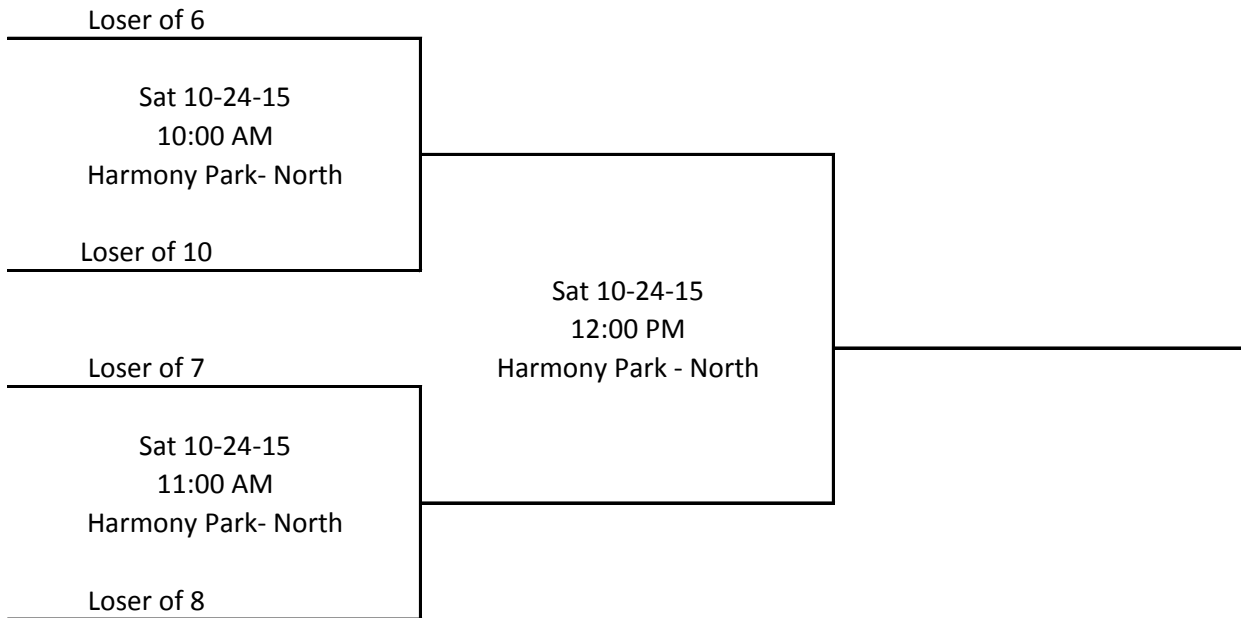 Loser of 6
Sat 10-24-15
10:00 AM
Harmony Park- North
Loser of 10
Sat 10-24-15
12:00 PM
Harmony Park - North
Loser of 7
Sat 10-24-15
11:00 AM
Harmony Park- North
Loser of 8